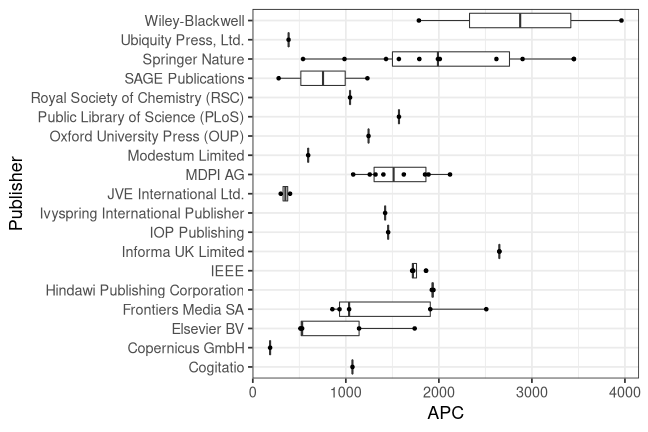 Wiley-Blackwell
Ubiquity Press, Ltd.
Springer Nature
SAGE Publications
Royal Society of Chemistry (RSC)
Public Library of Science (PLoS)
Oxford University Press (OUP)
Modestum Limited
MDPI AG
JVE International Ltd.
Ivyspring International Publisher
IOP Publishing
Informa UK Limited
IEEE
Hindawi Publishing Corporation
Frontiers Media SA
Elsevier BV
Copernicus GmbH
Cogitatio
Publisher
0 1000 2000 3000 4000
APC